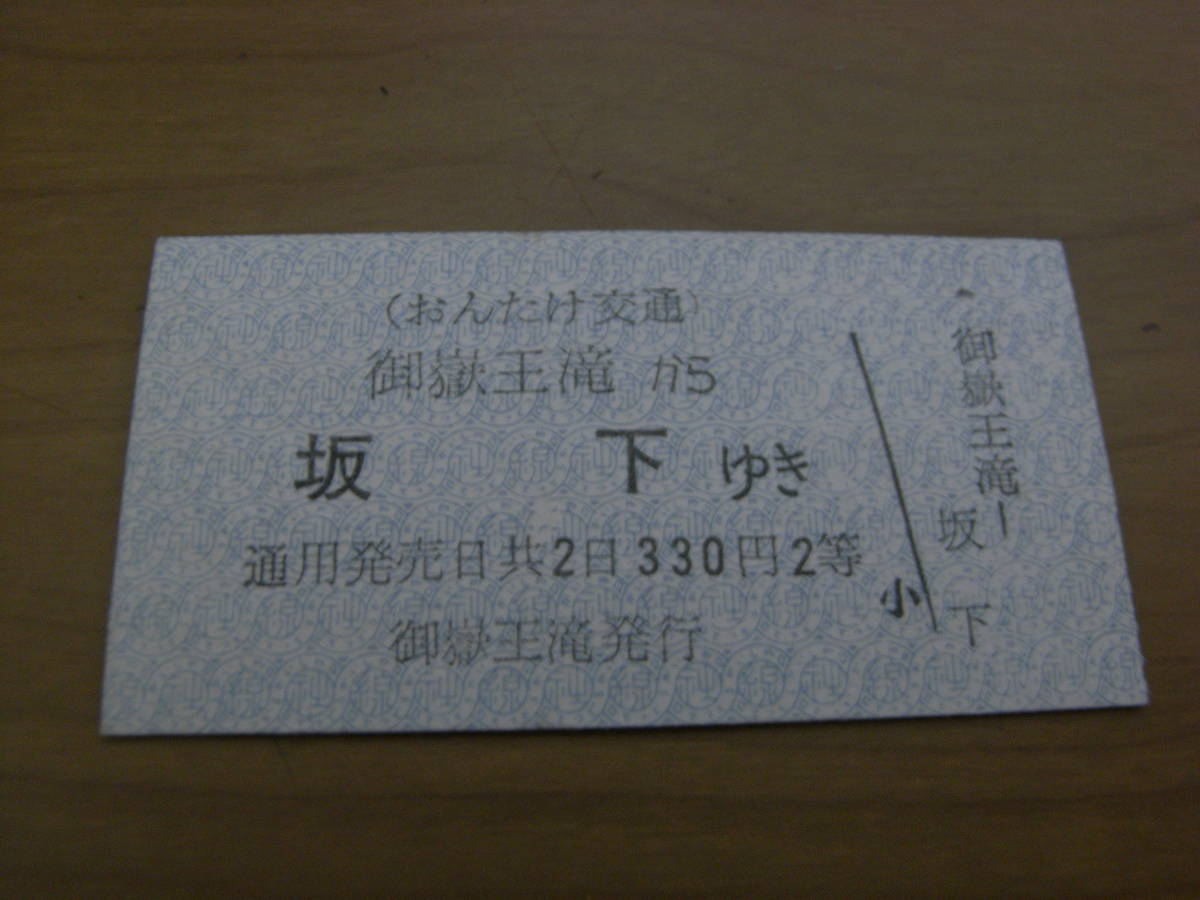 (おんたけ交通)
御嶽王滝から
坂下ゆき
通用発売日共2日330円2等
御嶽王滝発行
小
御嶽王滝ー
坂下